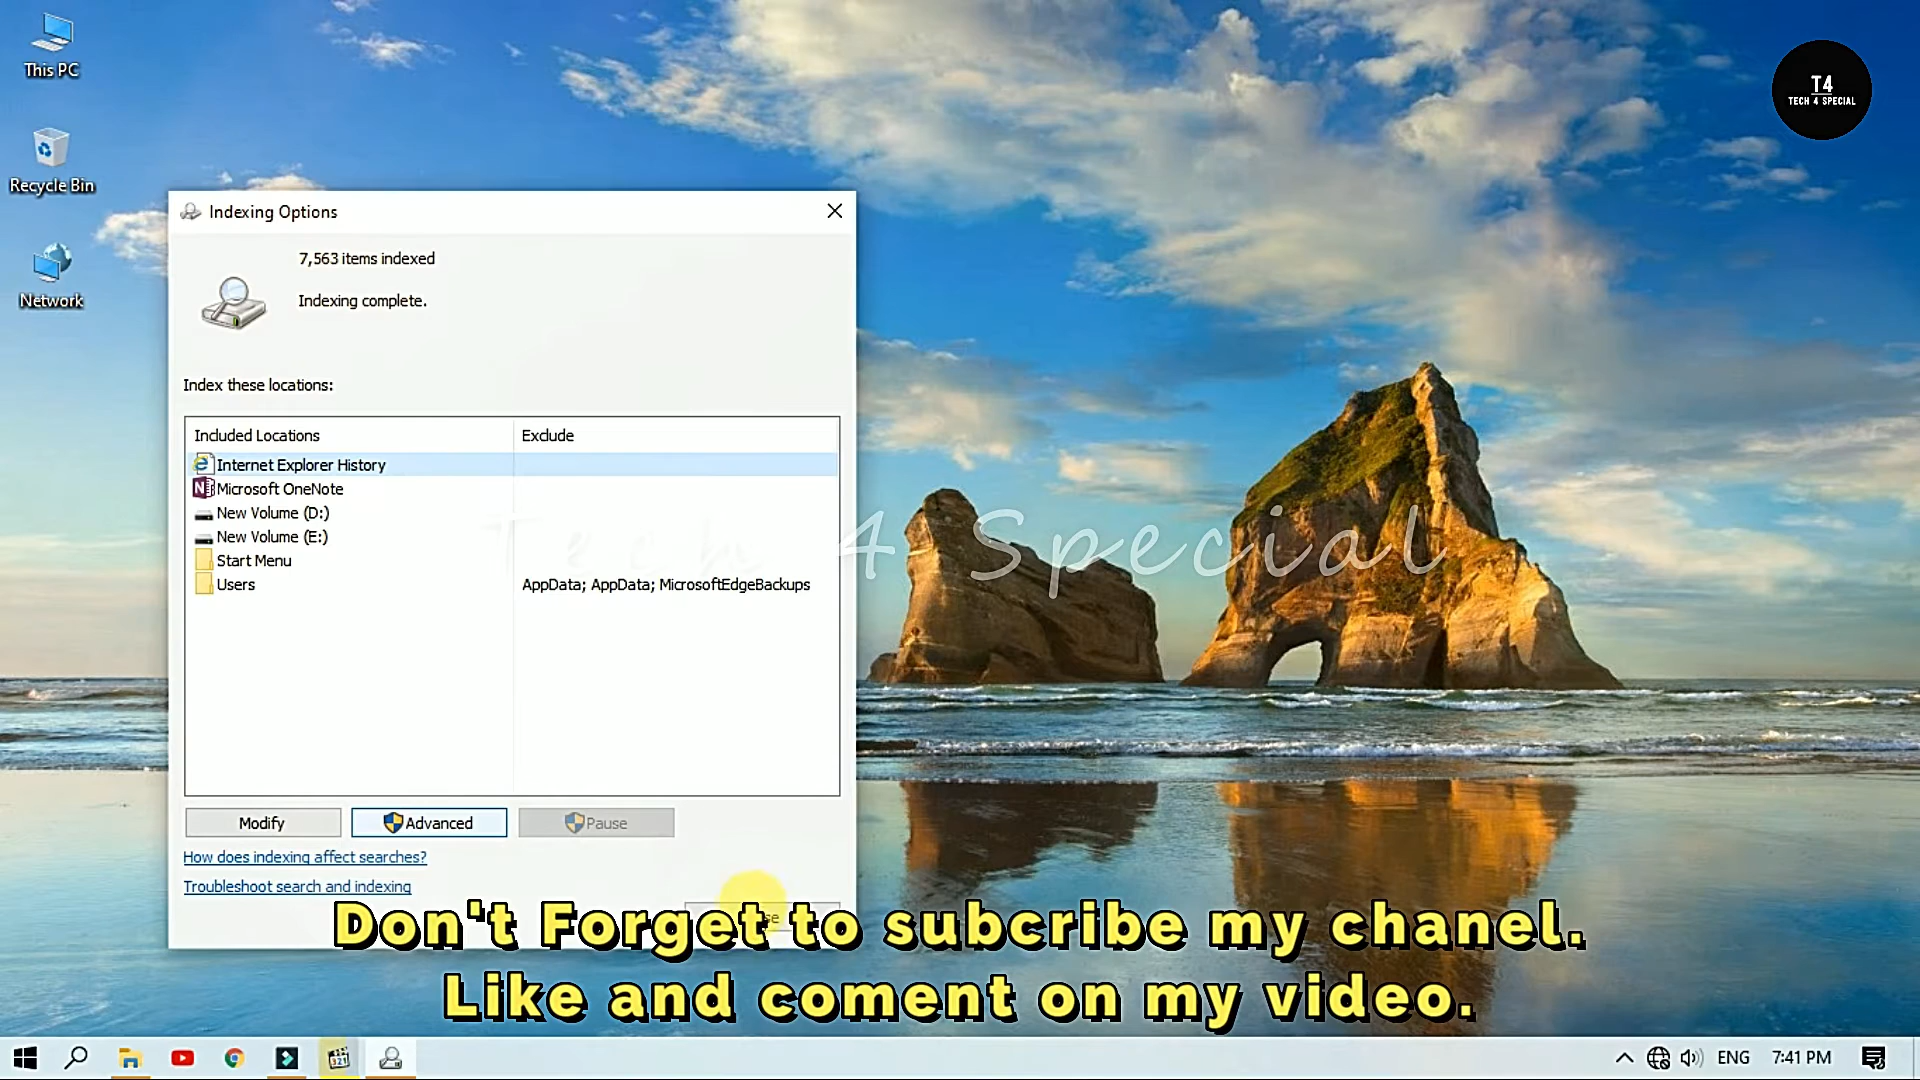 This PC
T4
TECH 4 SPECIAL
Recycle Bin
Network
Indexing Options
7,563 items indexed
Indexing complete.
Index these locations:
Included Locations
Exclude
Internet Explorer History
Microsoft OneNote
New Volume (D:)
New Volume (E:)
Start Menu
Users
AppData; AppData; MicrosoftEdgeBackups
Tech 4 Special
Modify
Advanced
Pause
How does indexing affect searches?
Troubleshoot search and indexing
Don't Forget to subcribe my chanel.
Like and coment on my video.
ENG
7:41 PM